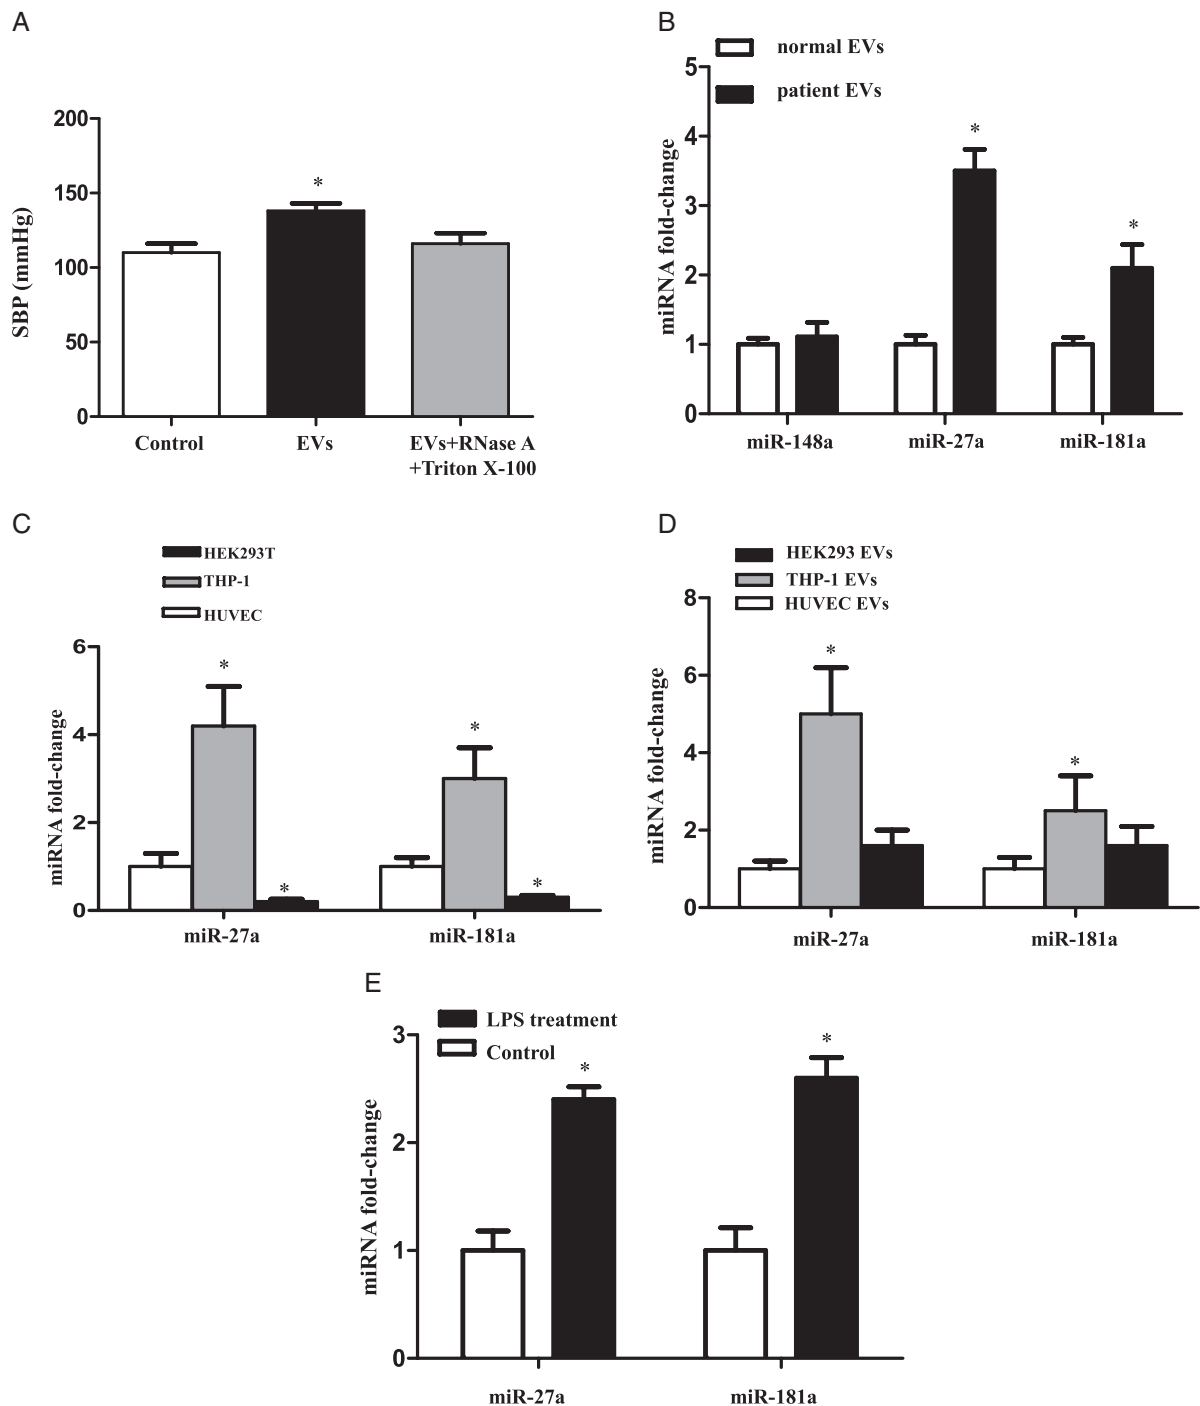 A
200
150
100
50
0
SBP (mmHg)
*
Control
EVs
EVs+RNase A
+Triton X-100
B
normal EVs
patient EVs
5
4
3
2
1
0
miRNA fold-change
*
*
miR-148a
miR-27a
miR-181a
C
HEK293T
THP-1
HUVEC
6
4
2
0
miRNA fold-change
*
*
*
*
miR-27a
miR-181a
D
HEK293 EVs
THP-1 EVs
HUVEC EVs
8
6
4
2
0
miRNA fold-change
*
*
miR-27a
miR-181a
E
LPS treatment
Control
3
2
1
0
miRNA fold-change
*
*
miR-27a
miR-181a